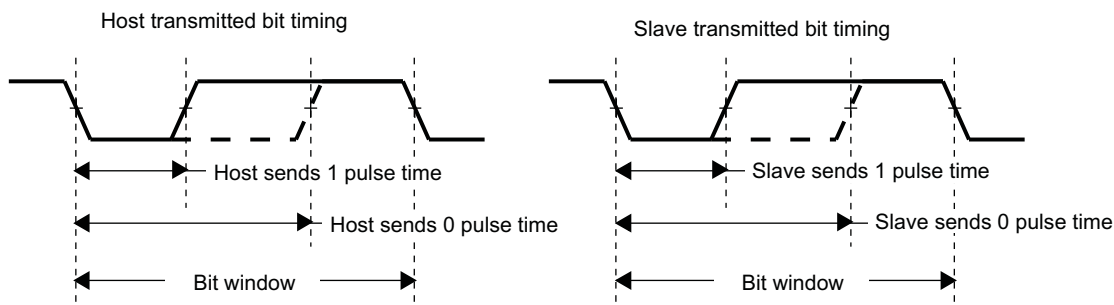 Host transmitted bit timing
Host sends 1 pulse time
Host sends 0 pulse time
Bit window
Slave transmitted bit timing
Slave sends 1 pulse time
Slave sends 0 pulse time
Bit window